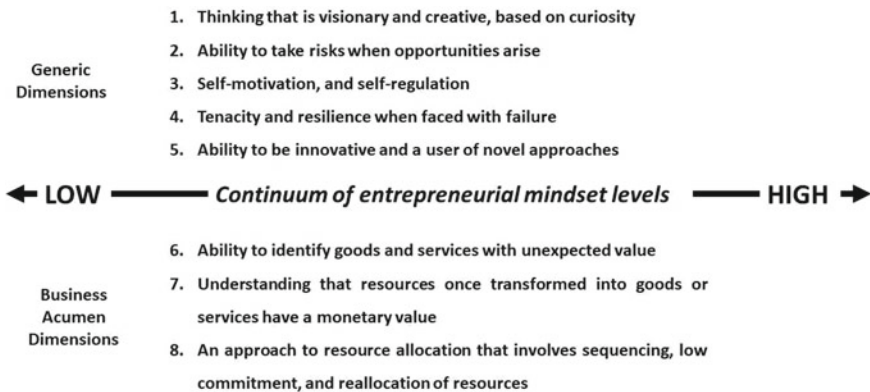 1. Thinking that is visionary and creative, based on curiosity
2. Ability to take risks when opportunities arise
Generic
Dimensions
3. Self-motivation, and self-regulation
4. Tenacity and resilience when faced with failure
5. Ability to be innovative and a user of novel approaches
LOW Continuum of entrepreneurial mindset levels HIGH
6. Ability to identify goods and services with unexpected value
7. Understanding that resources once transformed into goods or
services have a monetary value
Business
Acumen
Dimensions
8. An approach to resource allocation that involves sequencing, low
commitment, and reallocation of resources